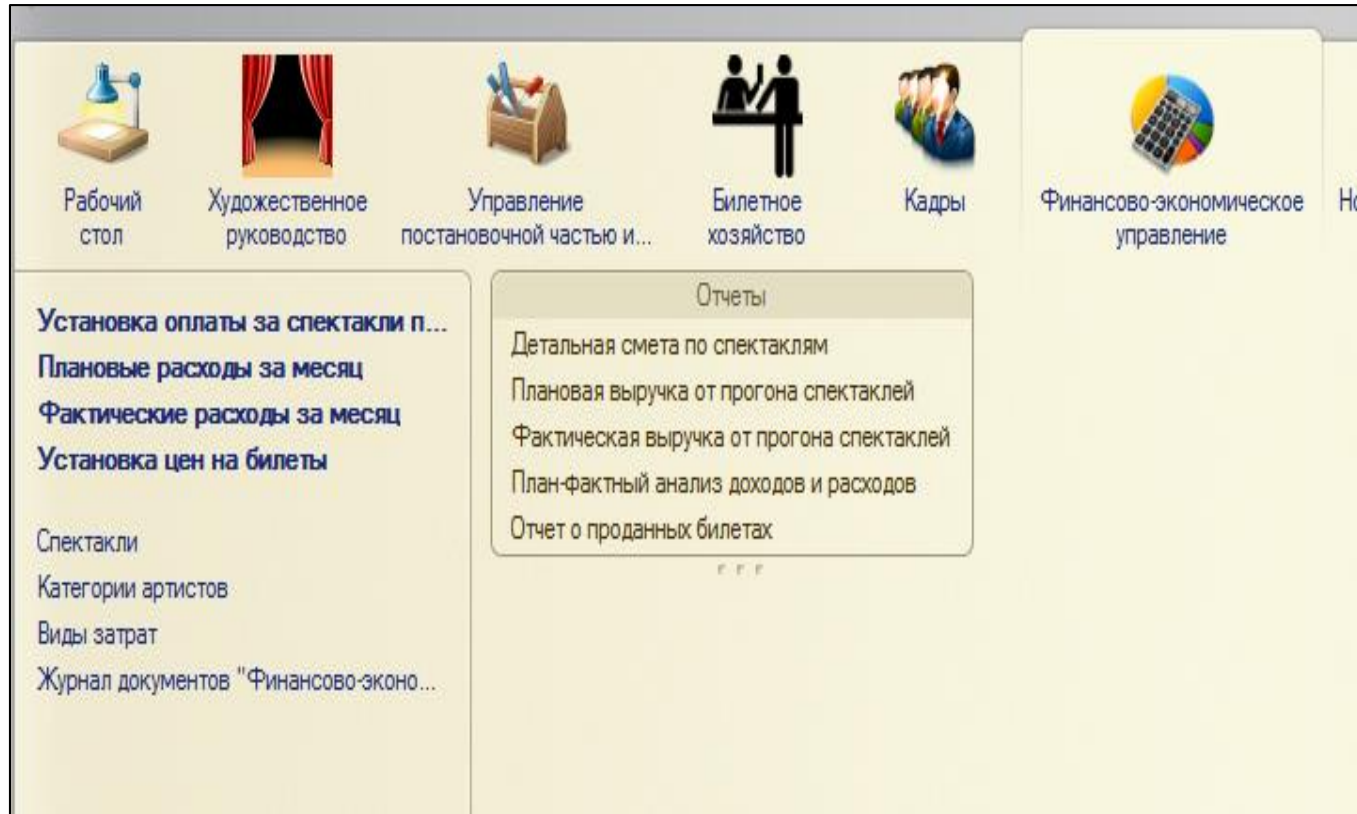 Рабочий
стол
Художественное
руководство
Управление
постановочной частью и...
Билетное
хозяйство
Кадры
Финансово-экономическое
управление
Но
Установка оплаты за спектакли п...
Плановые расходы за месяц
Фактические расходы за месяц
Установка цен на билеты
Спектакли
Категории артистов
Виды затрат
Журнал документов "Финансово-эконо...
Отчеты
Детальная смета по спектаклям
Плановая выручка от прогона спектаклей
Фактическая выручка от прогона спектаклей
План-фактный анализ доходов и расходов
Отчет о проданных билетах